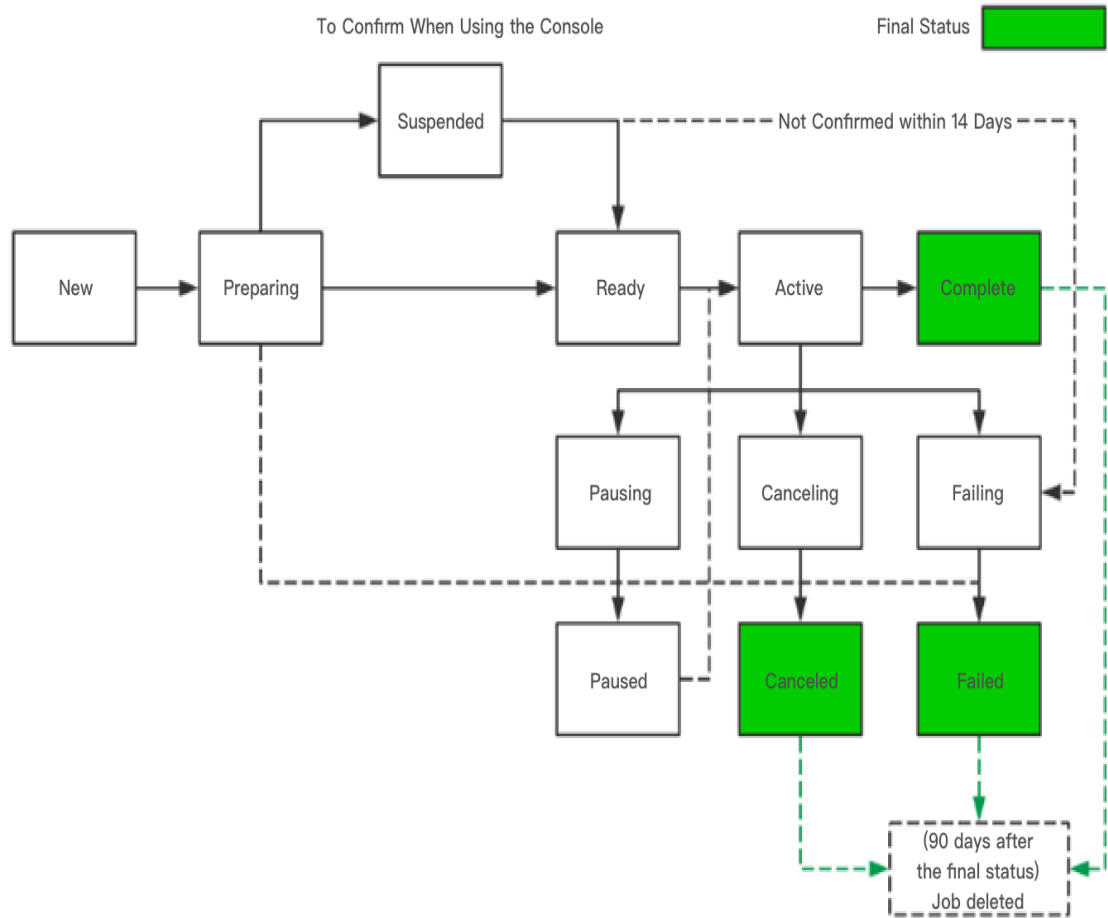 To Confirm When Using the Console
Final Status
Suspended
Not Confirmed within 14 Days
New
Preparing
Ready
Active
Complete
Pausing
Canceling
Failing
Paused
Canceled
Failed
(90 days after
the final status)
Job deleted